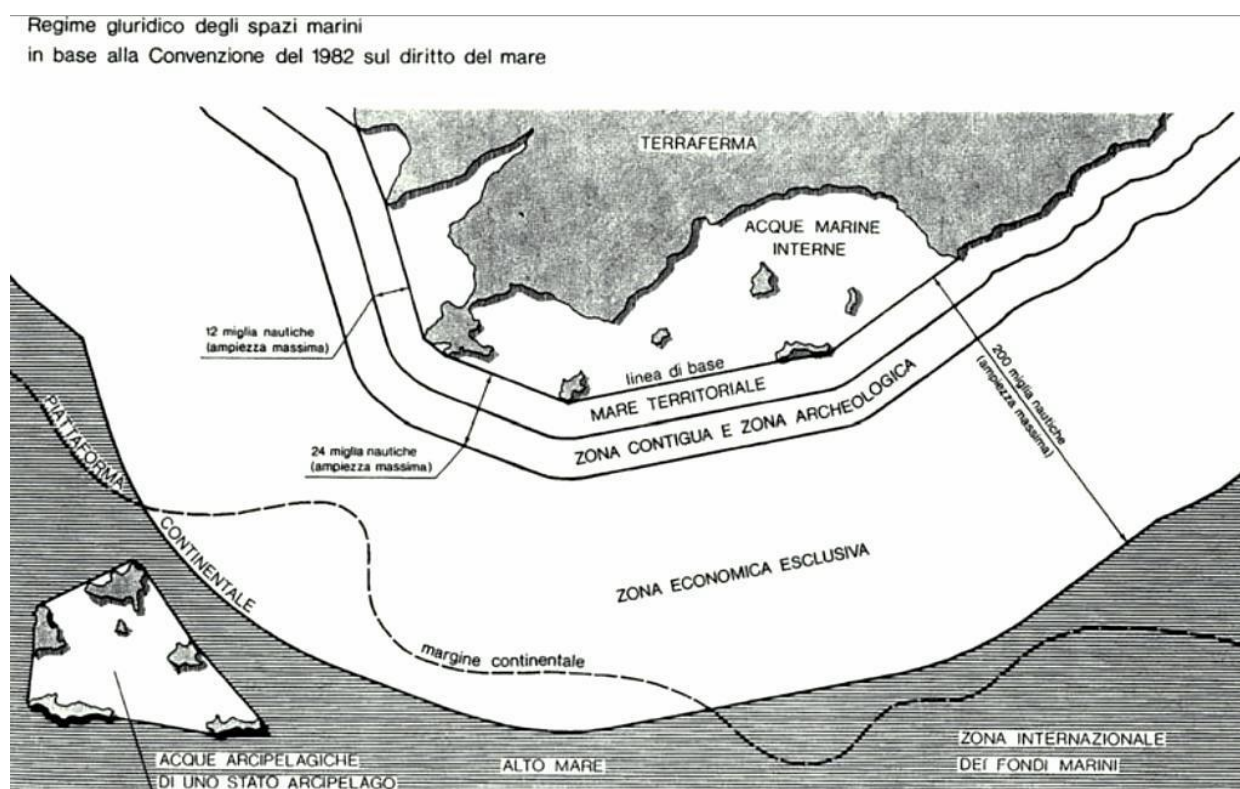 Regime giuridico degli spazi marini
in base alla Convenzione del 1982 sul diritto del mare
TERRAFERMA
ACQUE MARINE
INTERNE
12 miglia nautiche
(ampiezza massima)
linea di base
MARE TERRITORIALE
ZONA CONTIGUA E ZONA ARCHEOLOGICA
200 miglia nautiche
(ampiezza massima)
24 miglia nautiche
(ampiezza massima)
PIATTAFORMA
CONTINENTALE
ZONA ECONOMICA ESCLUSIVA
margine continentale
ACQUE ARCIPELAGICHE
DI UNO STATO ARCIPELAGO
ALTO MARE
ZONA INTERNAZIONALE
DEI FONDI MARINI